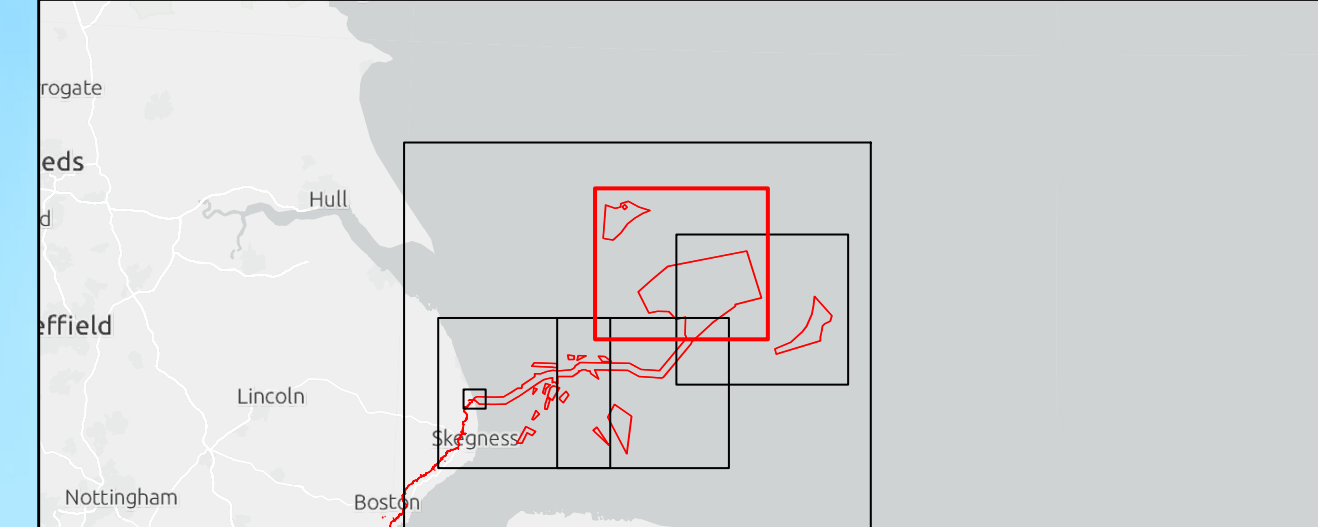 rogate
eds
Hull
d
effield
Lincoln
Skegness
Nottingham
Boston